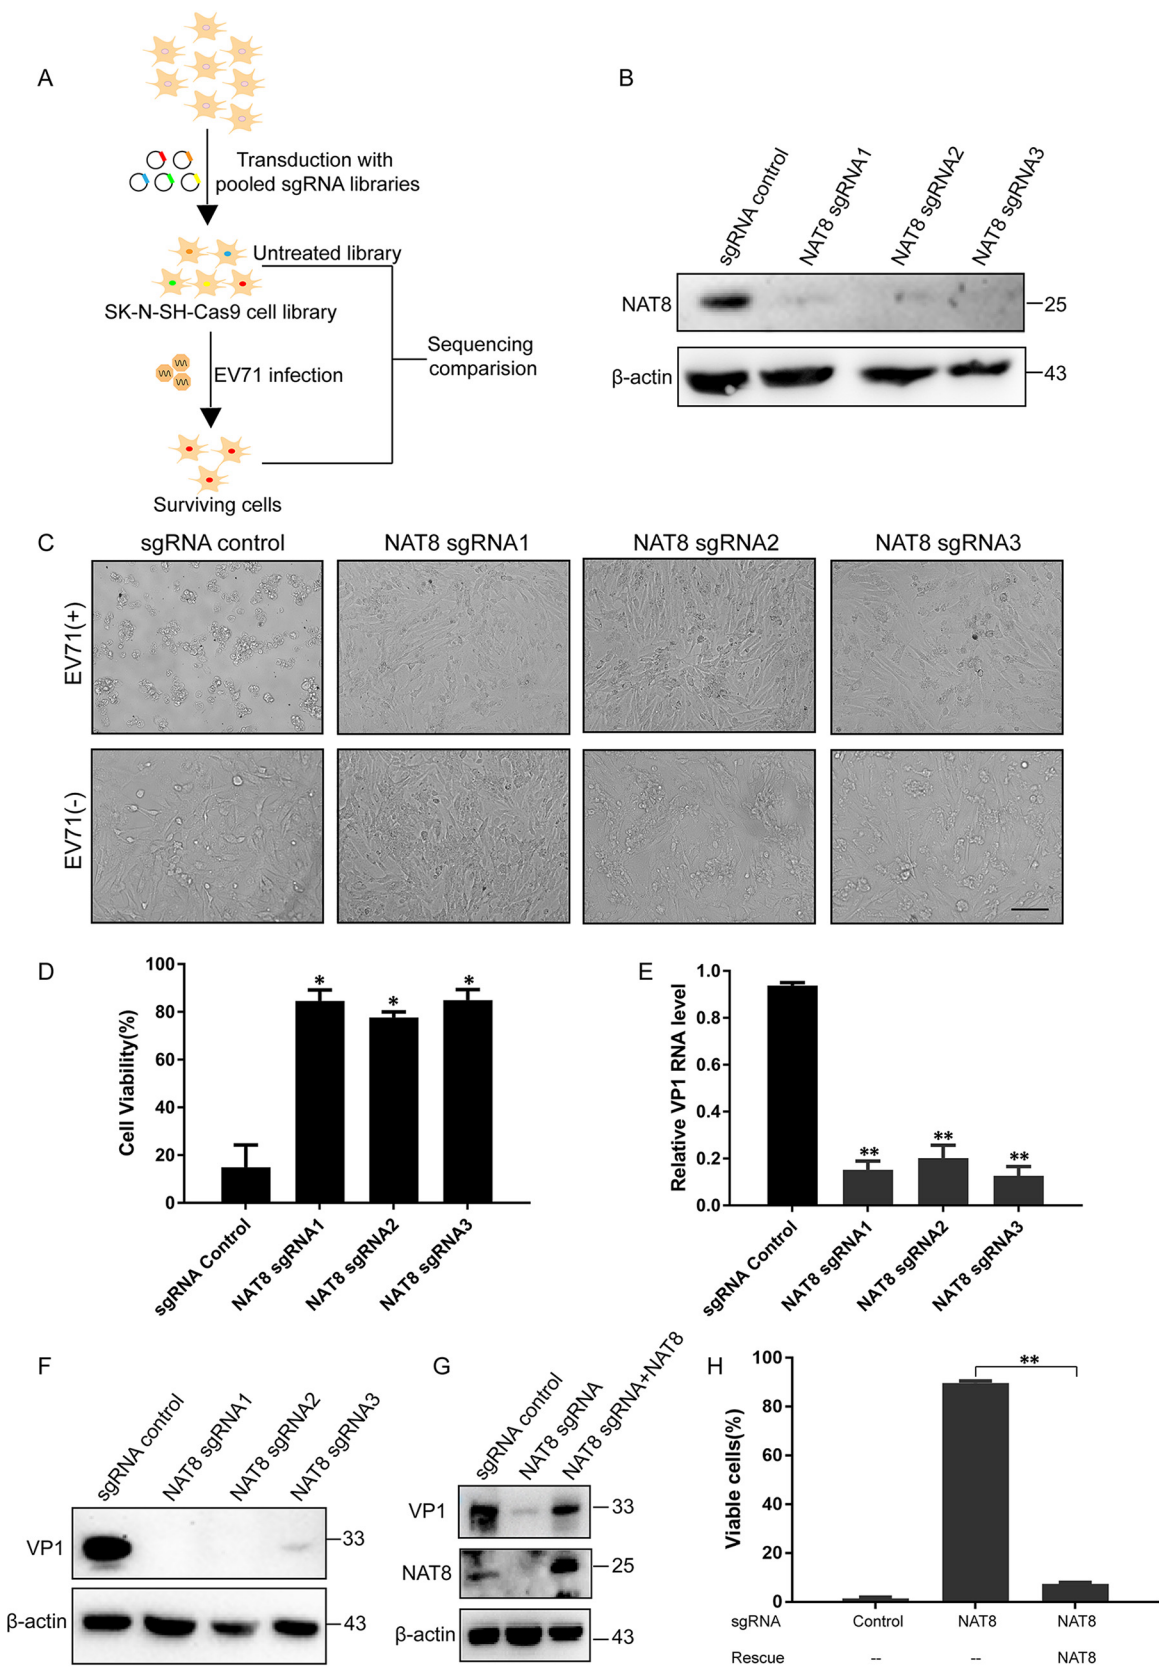 A
Transduction with
pooled sgRNA libraries
Untreated library
SK-N-SH-Cas9 cell library
EV71 infection
Sequencing
comparision
Surviving cells
B
sgRNA control
NAT8 sgRNA1
NAT8 sgRNA2
NAT8 sgRNA3
NAT8
25
β-actin
43
C
sgRNA control
NAT8 sgRNA1
NAT8 sgRNA2
NAT8 sgRNA3
EV71(+)
EV71(-)
D
Cell Viability(%)
100
80
60
40
20
0
*
*
*
sgRNA Control
NAT8 sgRNA1
NAT8 sgRNA2
NAT8 sgRNA3
E
Relative VP1 RNA level
1.0
0.8
0.6
0.4
0.2
0.0
**
**
**
sgRNA Control
NAT8 sgRNA1
NAT8 sgRNA2
NAT8 sgRNA3
F
sgRNA control
NAT8 sgRNA1
NAT8 sgRNA2
NAT8 sgRNA3
VP1
33
β-actin
43
G
sgRNA control
NAT8 sgRNA
NAT8 sgRNA+NAT8
VP1
33
NAT8
25
β-actin
43
H
Viable cells(%)
100
80
60
40
20
0
**
sgRNA Control NAT8 NAT8
Rescue -- -- NAT8